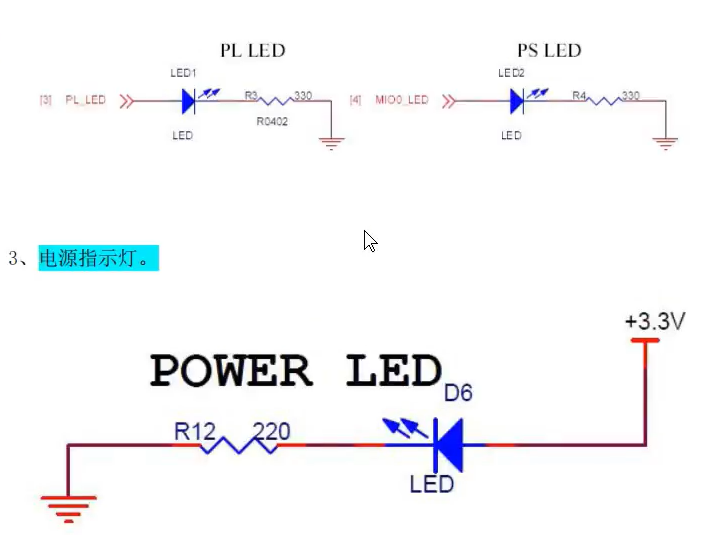 PL LED
PS LED
LED1
LED2
[3] PL_LED
R3 330
[4] MIO0_LED
R4 330
R0402
LED
LED
3、电源指示灯。
+3.3V
POWER LED
D6
R12 220
LED